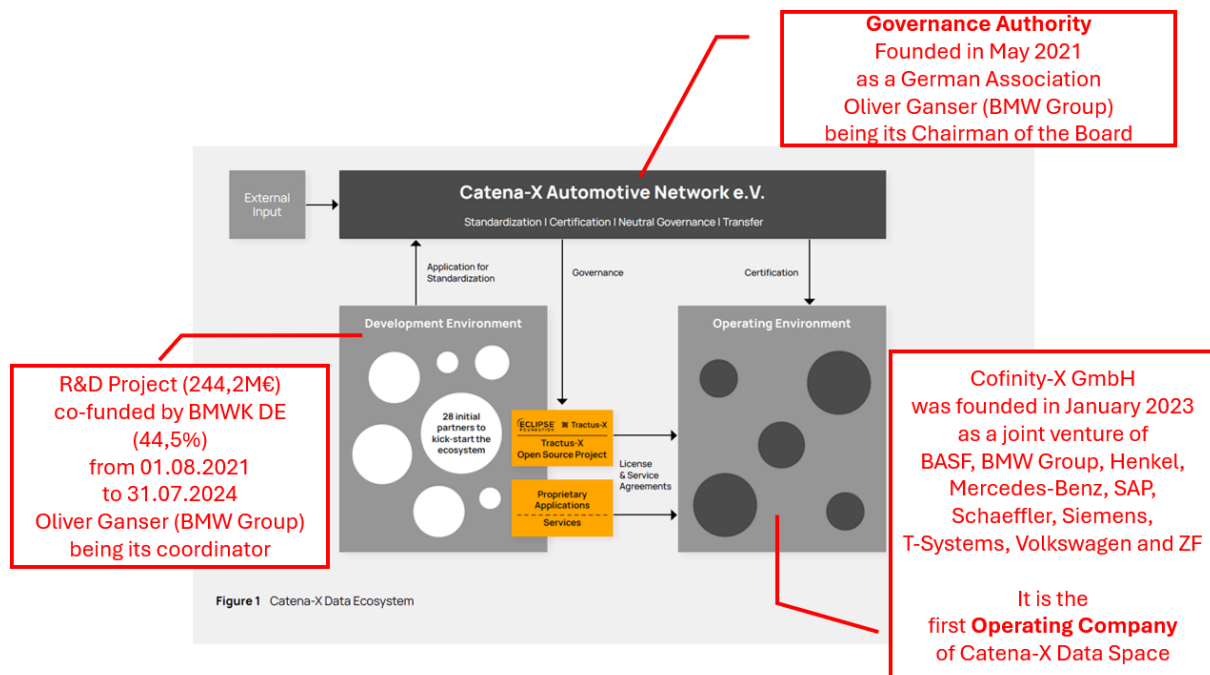 Governance Authority
Founded in May 2021
as a German Association
Oliver Ganser (BMW Group)
being its Chairman of the Board
External
Input
Catena-X Automotive Network e.V.
Standardization | Certification | Neutral Governance | Transfer
Application for
Standardization
Governance
Certification
Development Environment
Operating Environment
28 initial
partners to
kick-start the
ecosystem
ECLIPSE
FOUNDATION
Tractus-X
Tractus-X
Open Source Project
License
& Service
Agreements
Proprietary
Applications
Services
R&D Project (244,2M€)
co-funded by BMWK DE
(44,5%)
from 01.08.2021
to 31.07.2024
Oliver Ganser (BMW Group)
being its coordinator
Cofinity-X GmbH
was founded in January 2023
as a joint venture of
BASF, BMW Group, Henkel,
Mercedes-Benz, SAP,
Schaeffler, Siemens,
T-Systems, Volkswagen and ZF
It is the
first Operating Company
of Catena-X Data Space
Figure 1 Catena-X Data Ecosystem